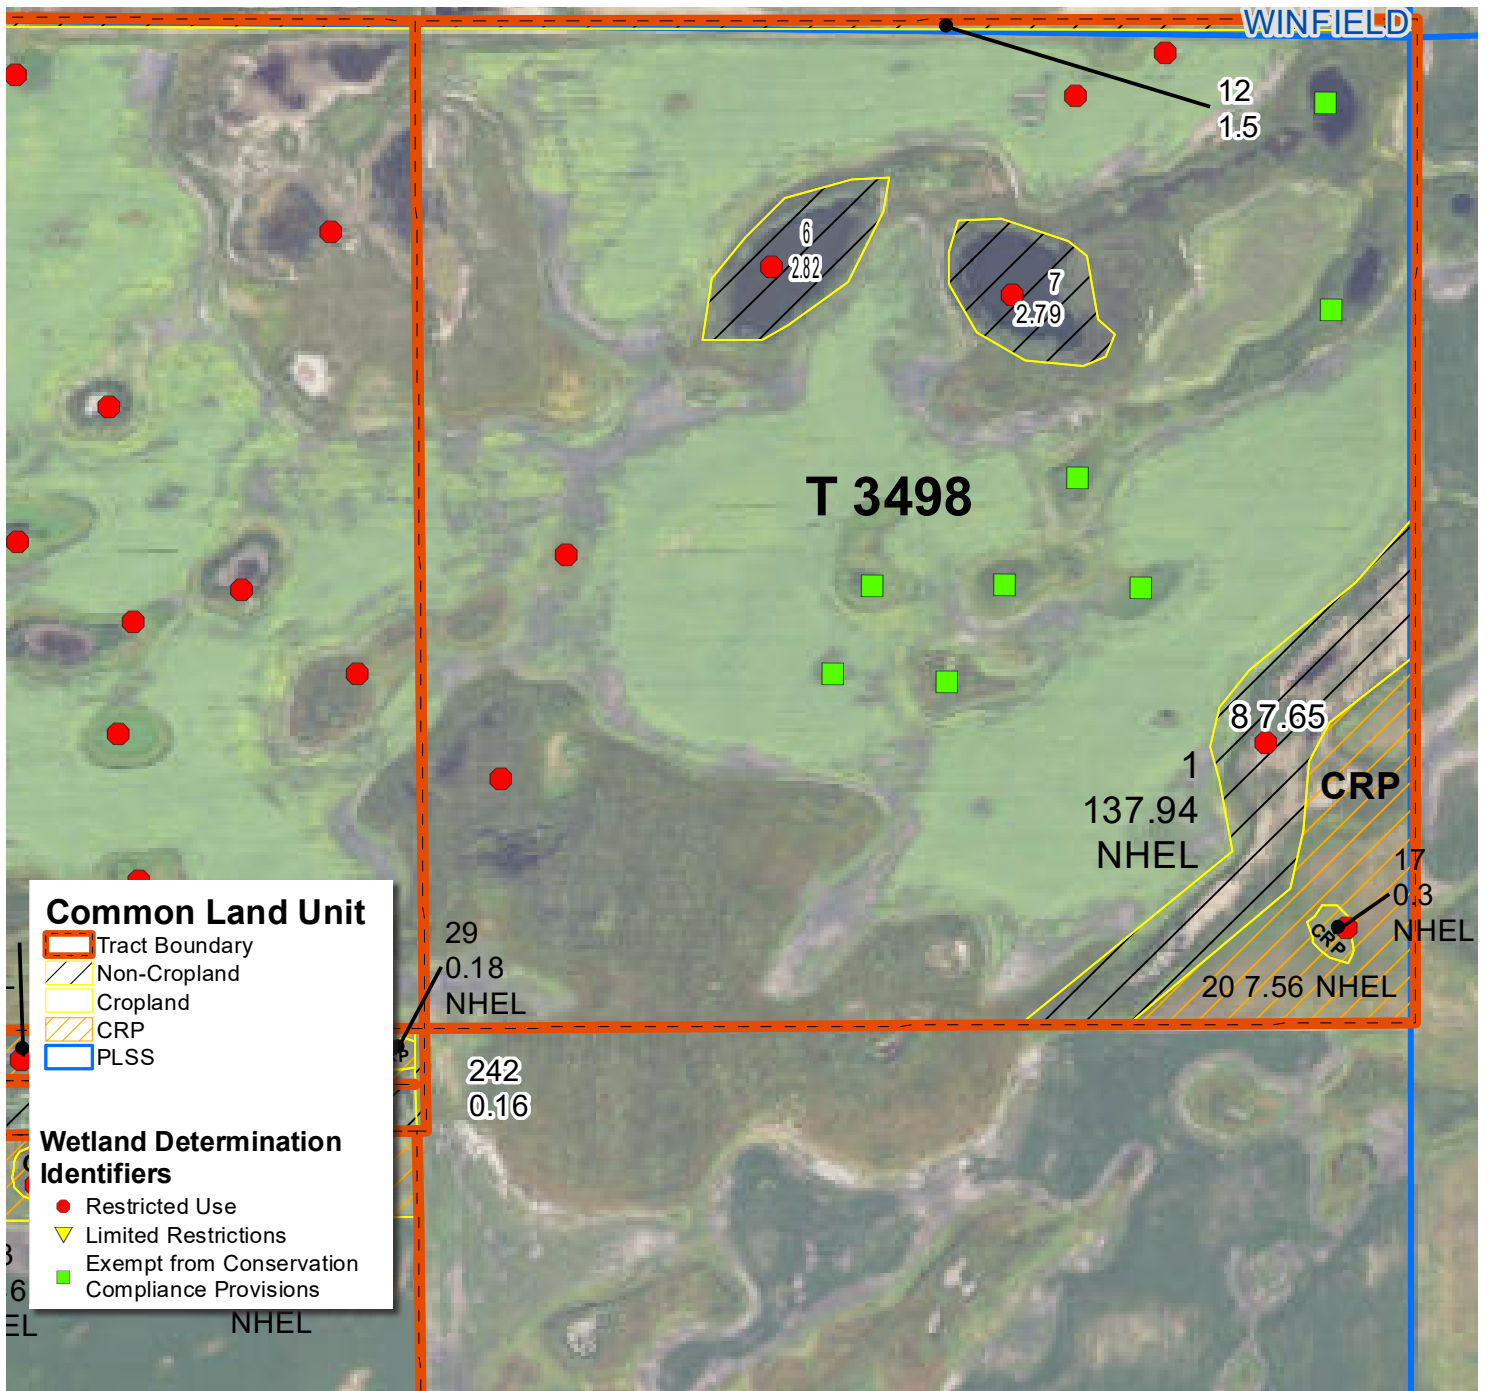 WINFIELD
12
1.5
6
2.82
7
2.79
T 3498
8 7.65
1
137.94
NHEL
CRP
17
0.3
NHEL
CRP
20 7.56 NHEL
29
0.18
NHEL
242
0.16
Common Land Unit
Tract Boundary
Non-Cropland
Cropland
CRP
PLSS
Wetland Determination
Identifiers
Restricted Use
Limited Restrictions
Exempt from Conservation
Compliance Provisions
NHEL